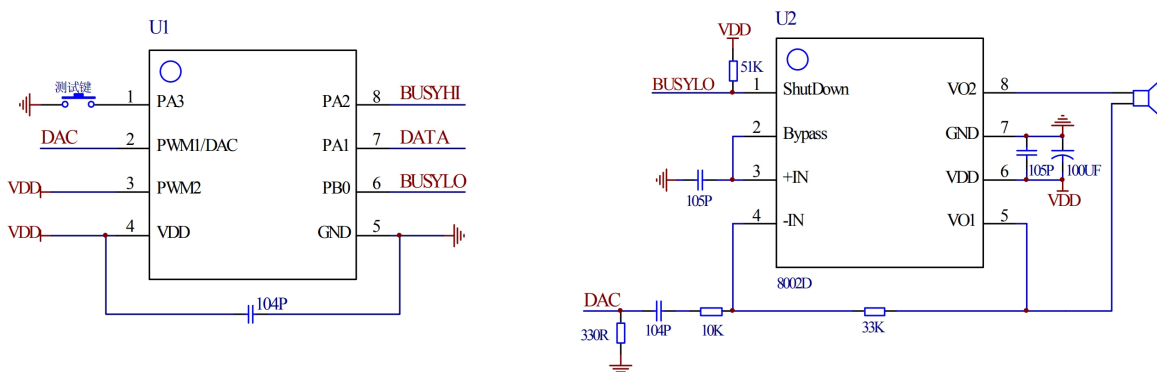 U1
测试键
1
PA3
PA2
8
BUSYHI
DAC
2
PWM1/DAC
PA1
7
DATA
VDD
3
PWM2
PB0
6
BUSYLO
VDD
4
VDD
GND
5
104P
U2
VDD
51K
BUSYLO
1
ShutDown
VO2
8
2
Bypass
GND
7
105P
3
+IN
VDD
6
105P
100UF
VDD
4
-IN
VO1
5
8002D
DAC
330R
104P
10K
33K